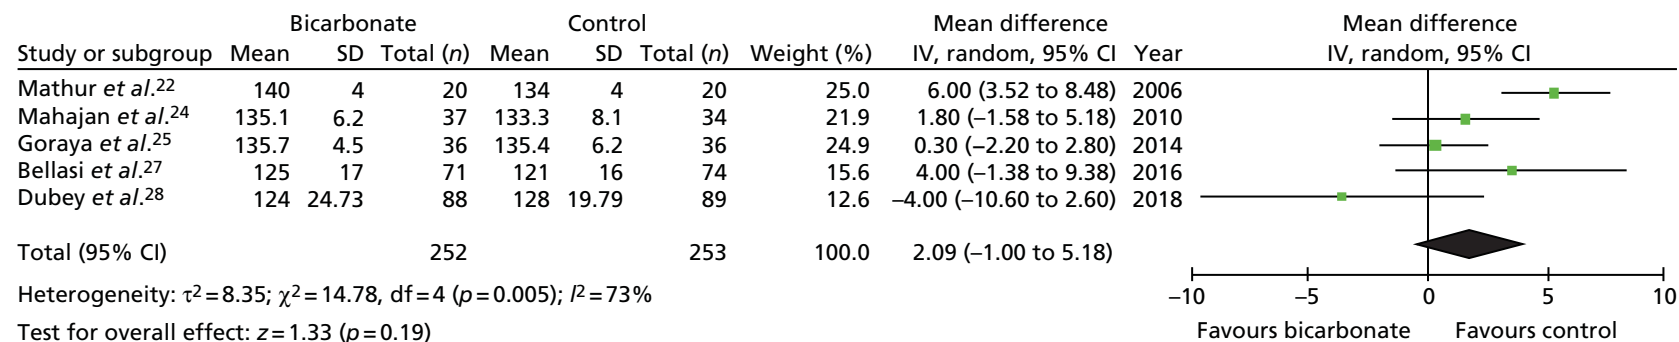 Bicarbonate Control Mean difference Mean difference
Study or subgroup Mean SD Total (n) Mean SD Total (n) Weight (%) IV, random, 95% CI Year IV, random, 95% CI
Mathur et al.22 140 4 20 134 4 20 25.0 6.00 (3.52 to 8.48) 2006
Mahajan et al.24 135.1 6.2 37 133.3 8.1 34 21.9 1.80 (–1.58 to 5.18) 2010
Goraya et al.25 135.7 4.5 36 135.4 6.2 36 24.9 0.30 (–2.20 to 2.80) 2014
Bellasi et al.27 125 17 71 121 16 74 15.6 4.00 (–1.38 to 9.38) 2016
Dubey et al.28 124 24.73 88 128 19.79 89 12.6 –4.00 (–10.60 to 2.60) 2018
Total (95% CI) 252 253 100.0 2.09 (–1.00 to 5.18)
Heterogeneity: τ2=8.35; χ2=14.78, df=4 (p=0.005); I2=73%
Test for overall effect: z=1.33 (p=0.19)
–10 –5 0 5 10
Favours bicarbonate Favours control